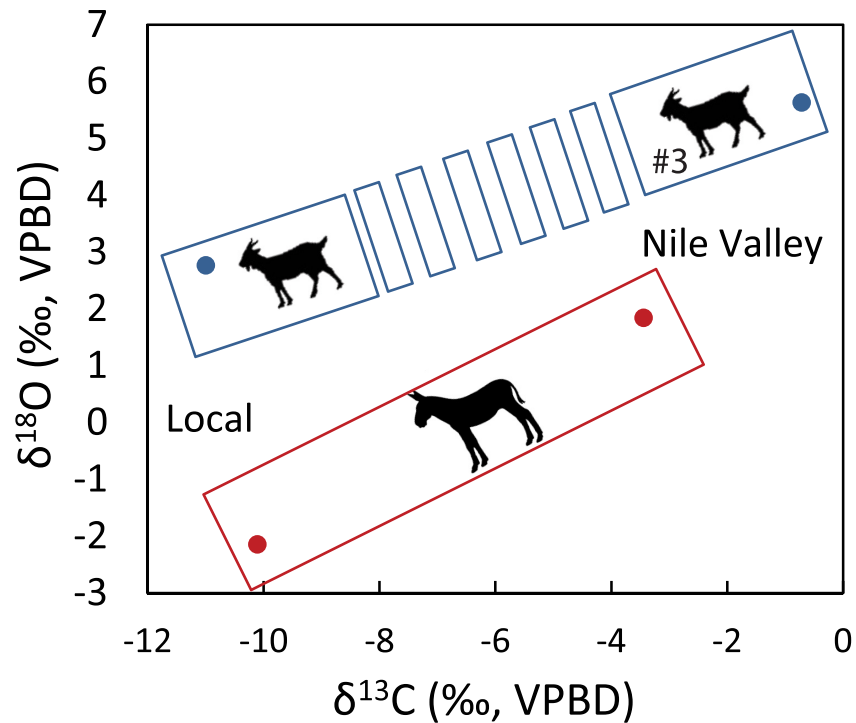 7
6
5
4
3
2
1
0
-1
-2
-3
δ18O (‰, VPBD)
#3
Nile Valley
Local
-12 -10 -8 -6 -4 -2 0
δ13C (‰, VPBD)